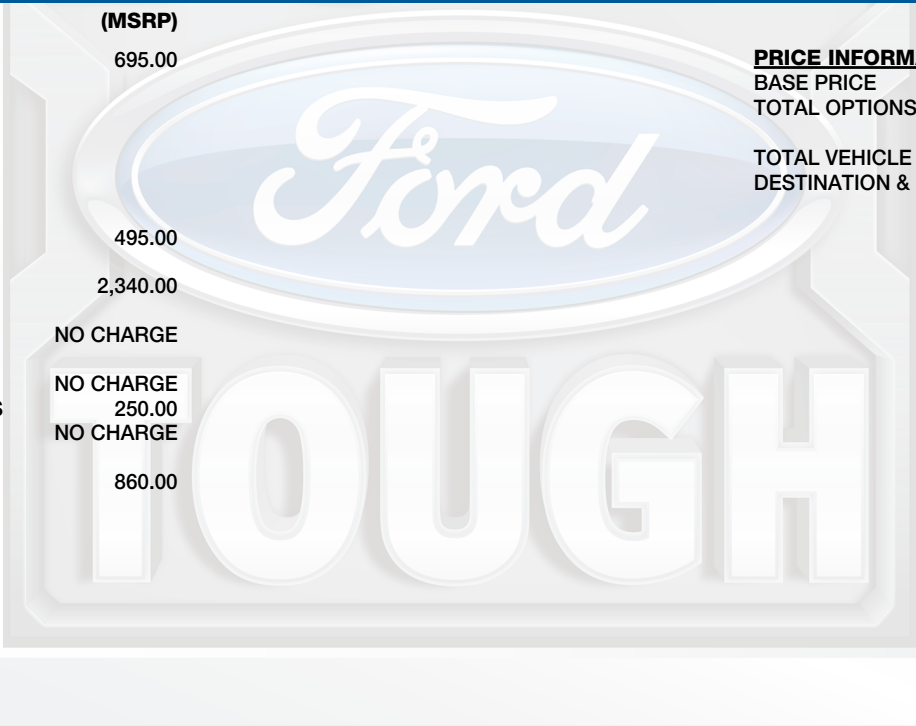 (MSRP)
695.00
495.00
2,340.00
NO CHARGE
NO CHARGE
250.00
NO CHARGE
860.00
PRICE INFORMA
BASE PRICE
TOTAL OPTIONS
TOTAL VEHICLE
DESTINATION &
Ford
TOUGH